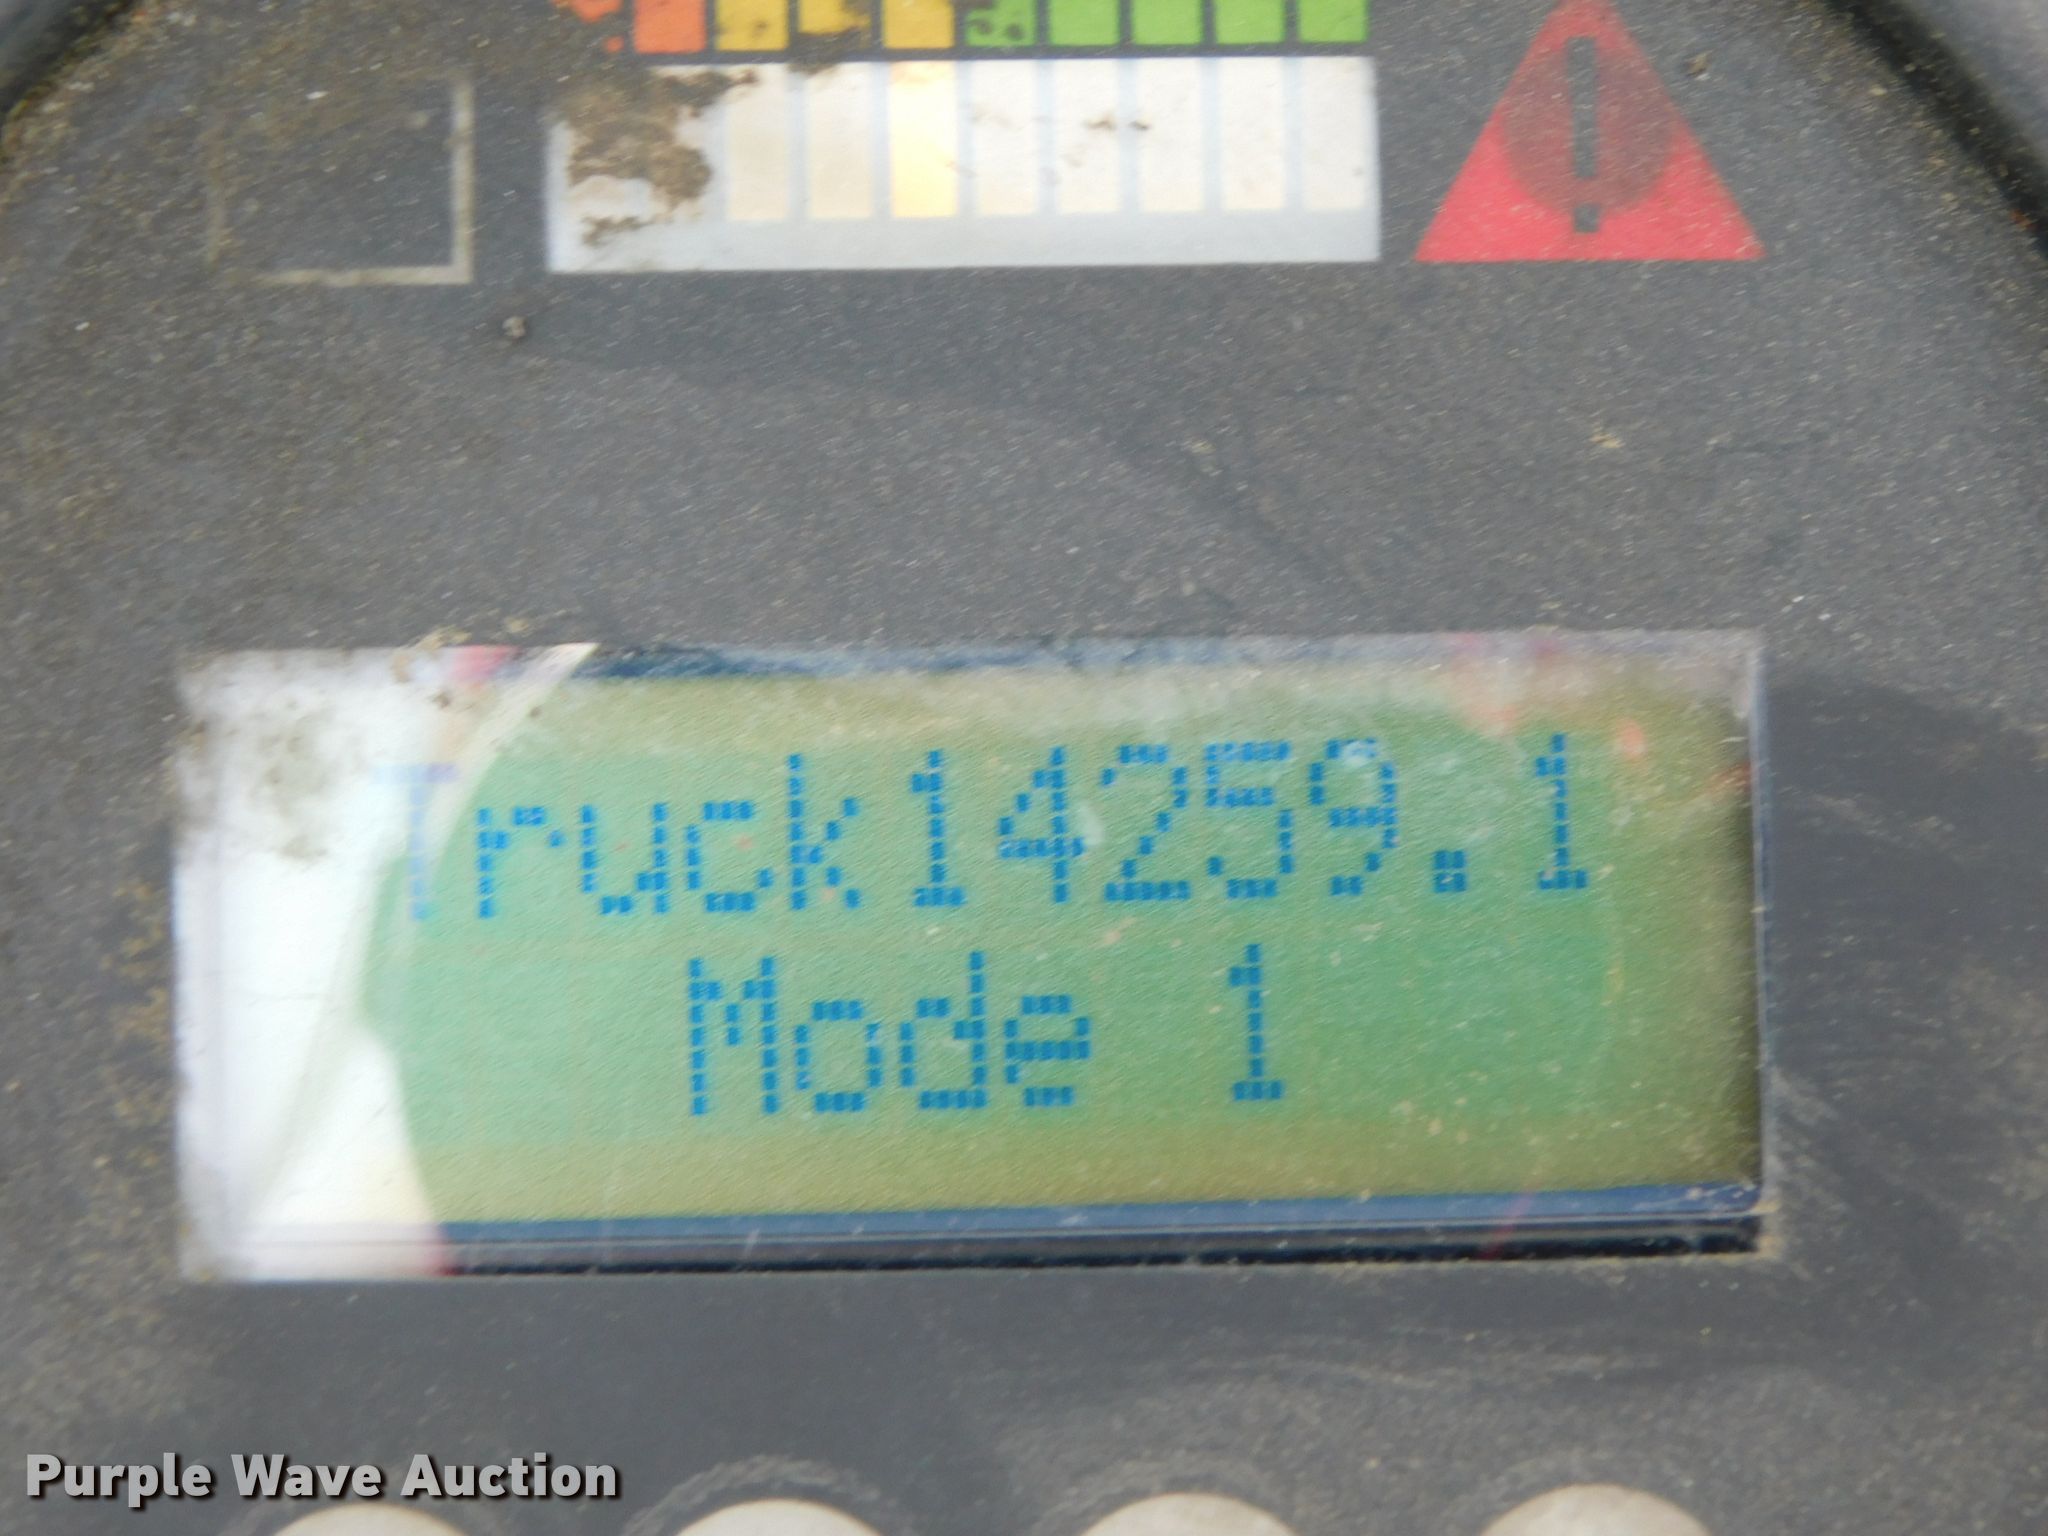 Truck14259.1
Mode 1
Purple Wave Auction